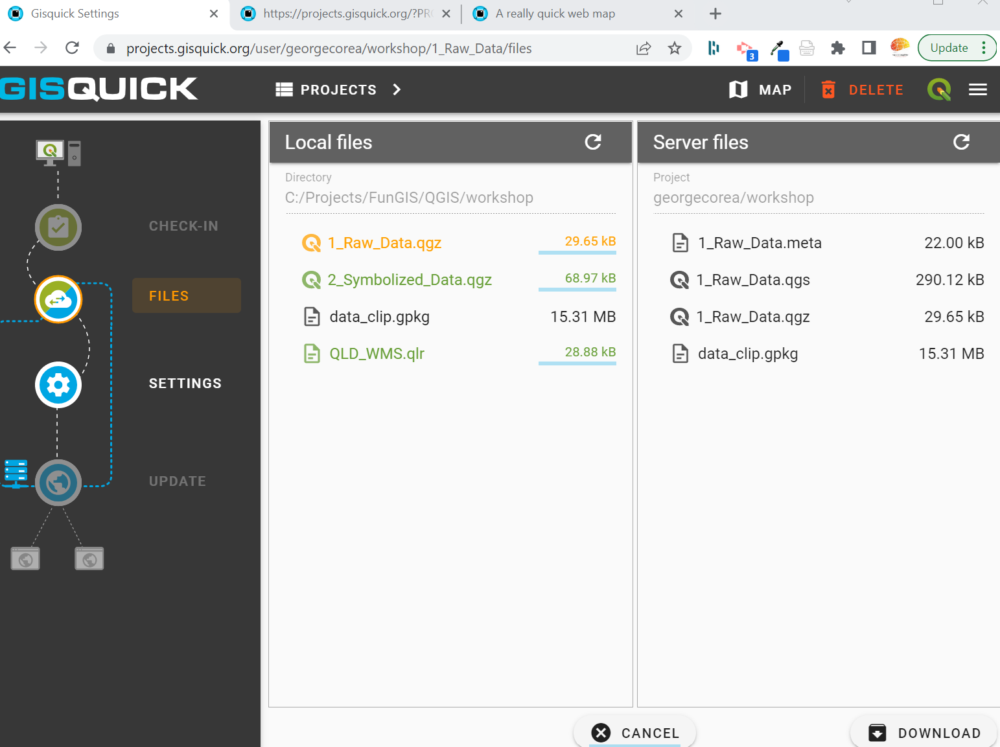 Gisquick Settings
https://projects.gisquick.org/?PR
A really quick web map
projects.gisquick.org/user/georgecorea/workshop/1_Raw_Data/files
3
Update
GISQUICK
PROJECTS
MAP
DELETE
CHECK-IN
FILES
SETTINGS
UPDATE
Local files
Directory
C:/Projects/FunGIS/QGIS/workshop
1_Raw_Data.qgz 29.65 kB
2_Symbolized_Data.qgz 68.97 kB
data_clip.gpkg 15.31 MB
QLD_WMS.qlr 28.88 kB
Server files
Project
georgecorea/workshop
1_Raw_Data.meta 22.00 kB
1_Raw_Data.qgs 290.12 kB
1_Raw_Data.qgz 29.65 kB
data_clip.gpkg 15.31 MB
CANCEL
DOWNLOAD